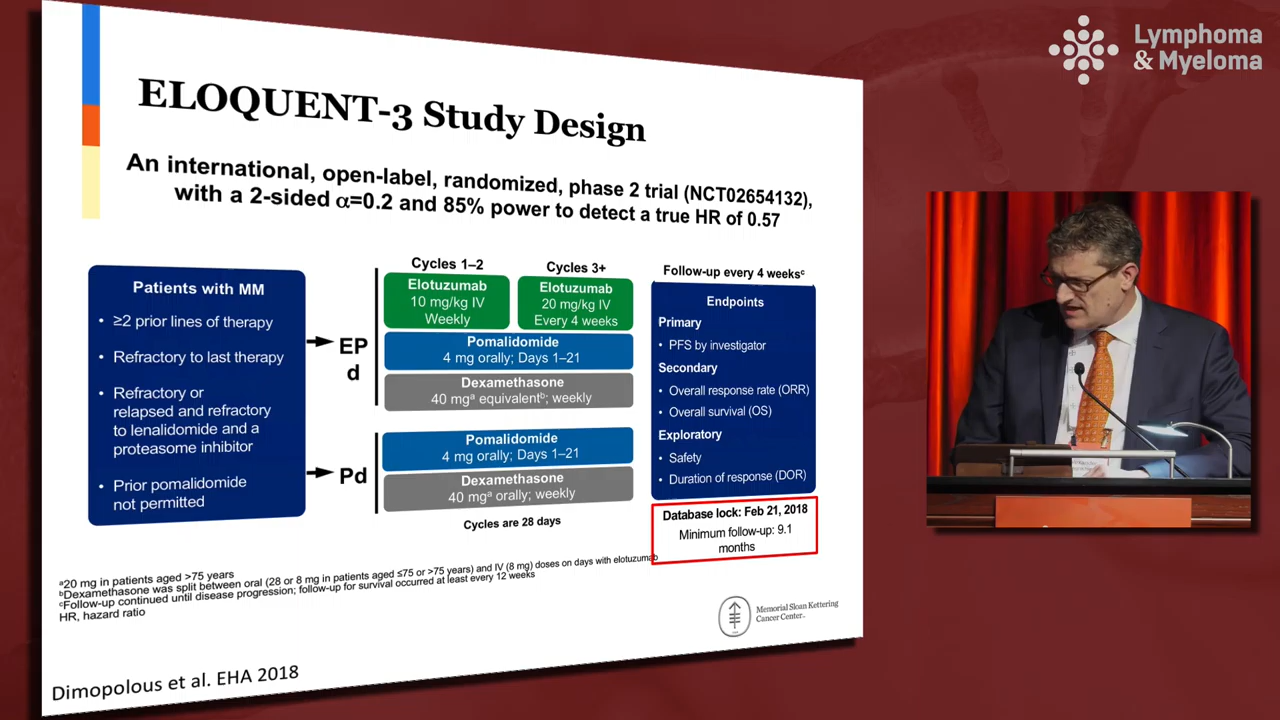 Lymphoma
& Myeloma
ELOQUENT-3 Study Design
An international, open-label, randomized, phase 2 trial (NCT02654132),
with a 2-sided α=0.2 and 85% power to detect a true HR of 0.57
Patients with MM
• ≥2 prior lines of therapy
• Refractory to last therapy
• Refractory or
relapsed and refractory
to lenalidomide and a
proteasome inhibitor
• Prior pomalidomide
not permitted
EP
d
Cycles 1–2
Cycles 3+
Elotuzumab
10 mg/kg IV
Weekly
Elotuzumab
20 mg/kg IV
Every 4 weeks
Pomalidomide
4 mg orally; Days 1–21
Dexamethasone
40 mgᵃ equivalentᵇ; weekly
Pd
Pomalidomide
4 mg orally; Days 1–21
Dexamethasone
40 mgᵃ orally; weekly
Cycles are 28 days
Follow-up every 4 weeksᶜ
Endpoints
Primary
• PFS by investigator
Secondary
• Overall response rate (ORR)
• Overall survival (OS)
Exploratory
• Safety
• Duration of response (DOR)
Database lock: Feb 21, 2018
Minimum follow-up: 9.1
months
ᵃ20 mg in patients aged >75 years
ᵇDexamethasone was split between oral (28 or 8 mg in patients aged ≤75 or >75 years) and IV (8 mg) doses on days with elotuzumab
ᶜFollow-up continued until disease progression; follow-up for survival occurred at least every 12 weeks
HR, hazard ratio
Memorial Sloan Kettering
Cancer Center
Dimopolous et al. EHA 2018